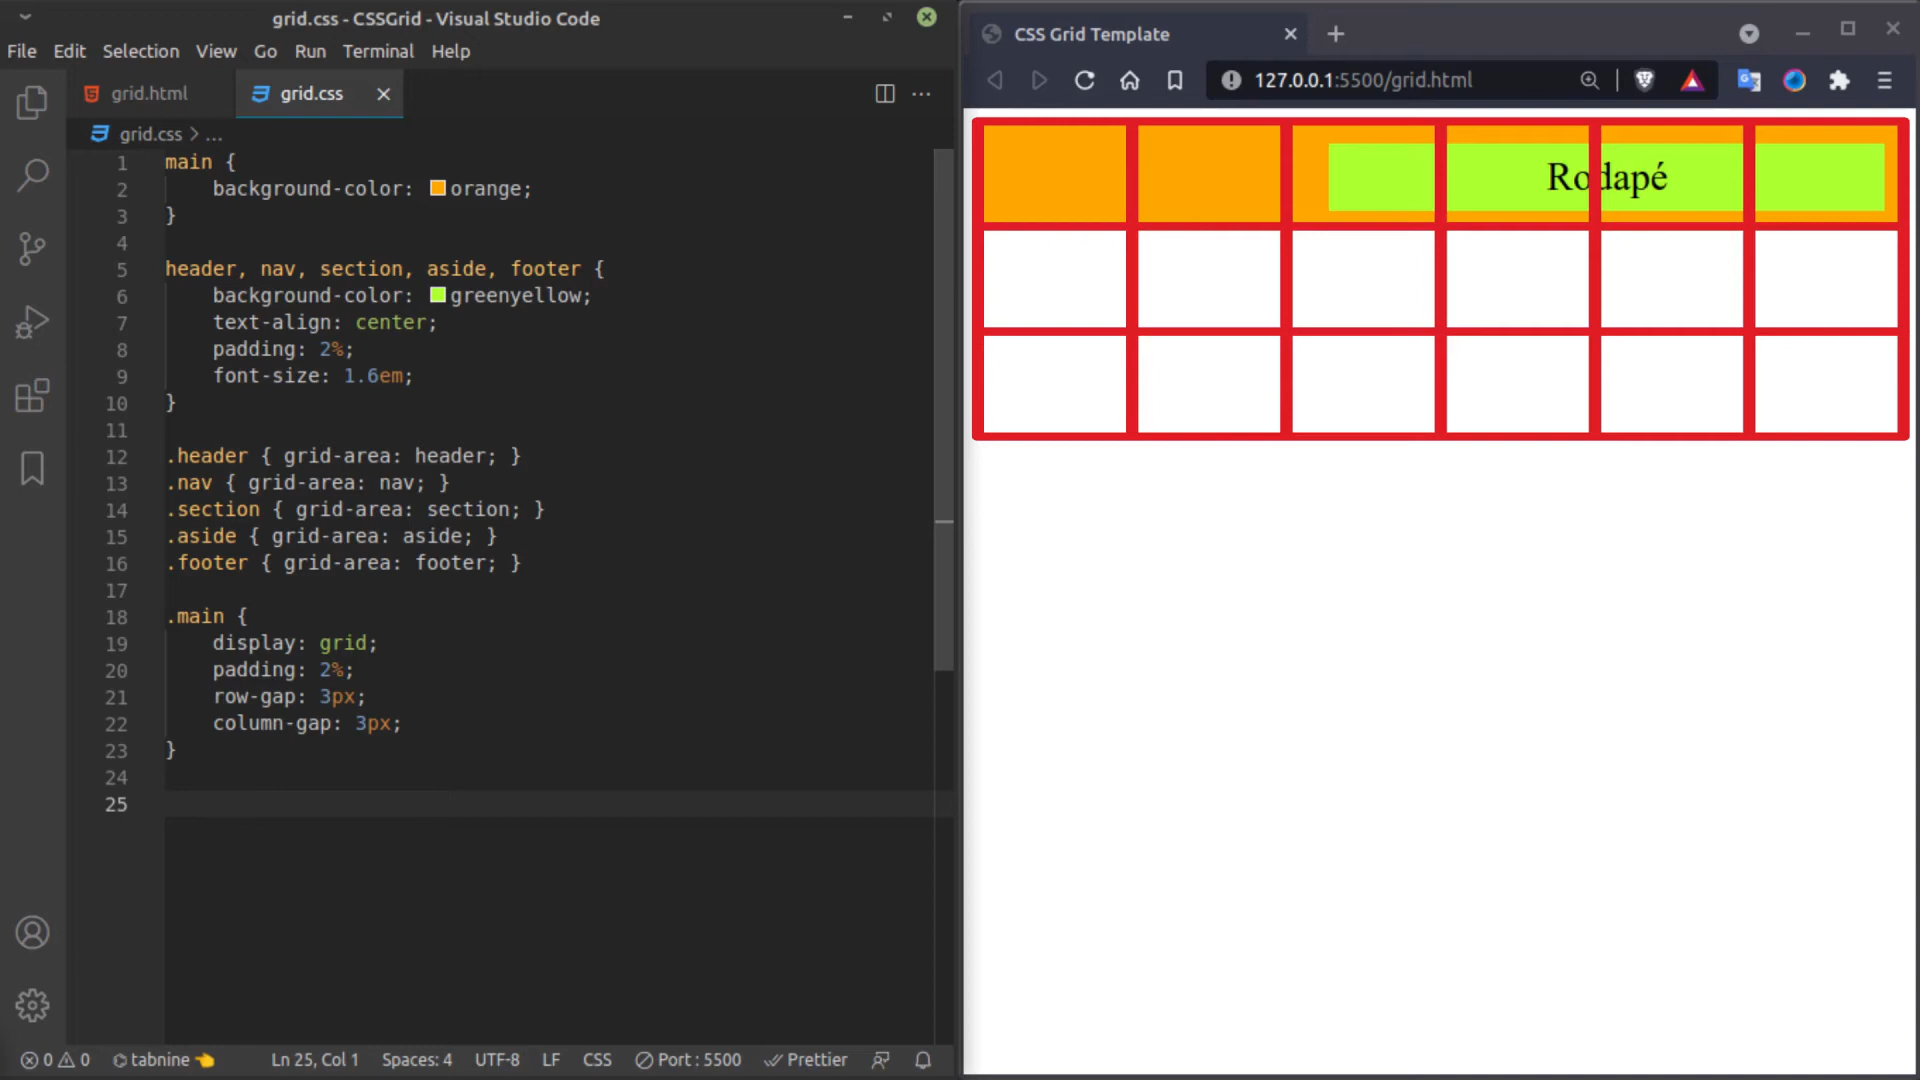 grid.css - CSSGrid - Visual Studio Code
File Edit Selection View Go Run Terminal Help
grid.html grid.css
grid.css > ...
1 main {
2 background-color: orange;
3 }
4
5 header, nav, section, aside, footer {
6 background-color: greenyellow;
7 text-align: center;
8 padding: 2%;
9 font-size: 1.6em;
10 }
11
12 .header { grid-area: header; }
13 .nav { grid-area: nav; }
14 .section { grid-area: section; }
15 .aside { grid-area: aside; }
16 .footer { grid-area: footer; }
17
18 .main {
19 display: grid;
20 padding: 2%;
21 row-gap: 3px;
22 column-gap: 3px;
23 }
24
25
0 0 tabnine Ln 25, Col 1 Spaces: 4 UTF-8 LF CSS Port : 5500 Prettier
CSS Grid Template
127.0.0.1:5500/grid.html
Rodapé